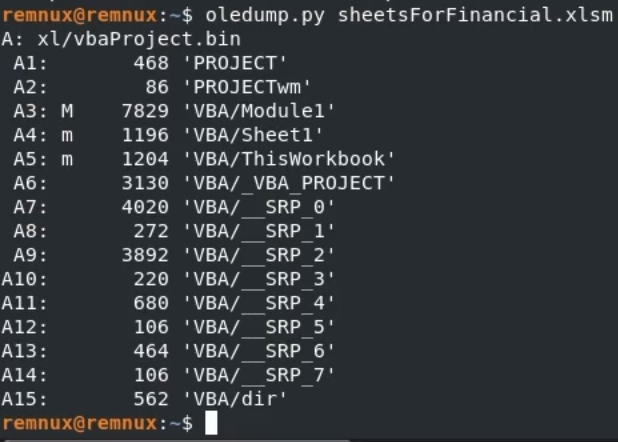 remnux@remnux:~$ oledump.py sheetsForFinancial.xlsm
A: xl/vbaProject.bin
 A1:       468 'PROJECT'
 A2:        86 'PROJECTwm'
 A3: M    7829 'VBA/Module1'
 A4: m    1196 'VBA/Sheet1'
 A5: m    1204 'VBA/ThisWorkbook'
 A6:      3130 'VBA/_VBA_PROJECT'
 A7:      4020 'VBA/__SRP_0'
 A8:       272 'VBA/__SRP_1'
 A9:      3892 'VBA/__SRP_2'
A10:       220 'VBA/__SRP_3'
A11:       680 'VBA/__SRP_4'
A12:       106 'VBA/__SRP_5'
A13:       464 'VBA/__SRP_6'
A14:       106 'VBA/__SRP_7'
A15:       562 'VBA/dir'
remnux@remnux:~$